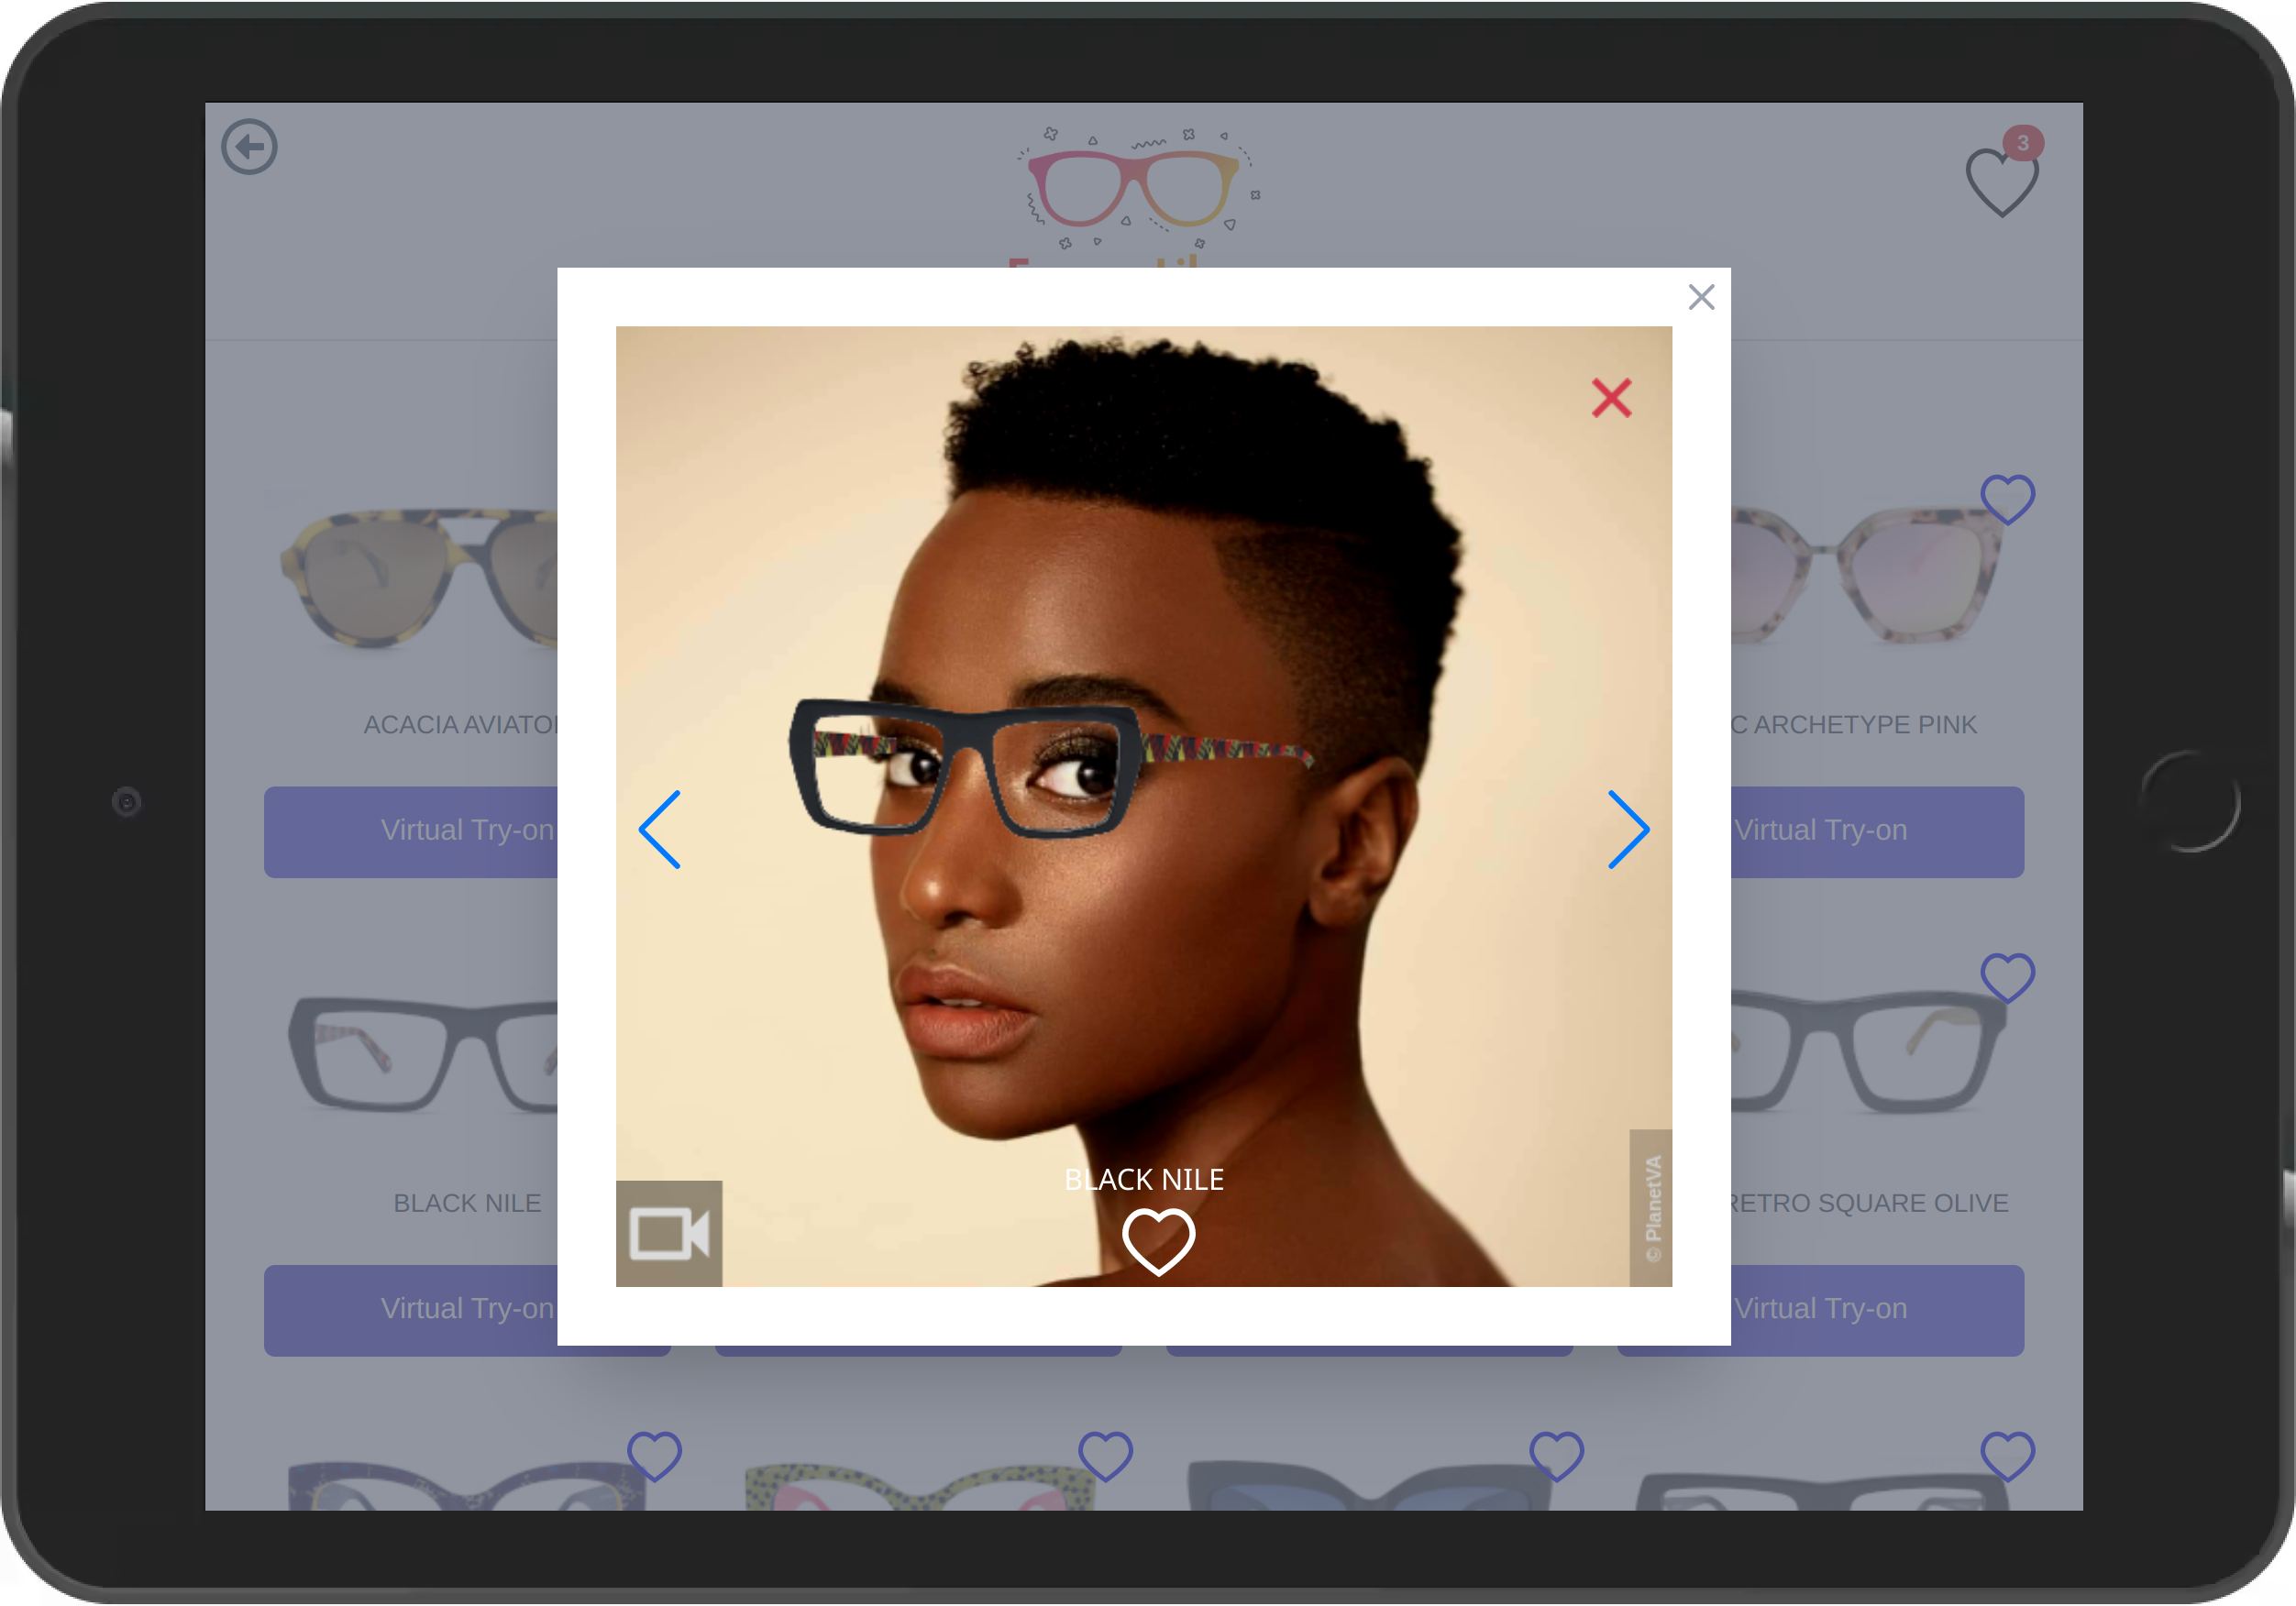 3
ACACIA AVIATO
C ARCHETYPE PINK
Virtual Try-on
Virtual Try-on
BLACK NILE
© PlanetVA
BLACK NILE
RETRO SQUARE OLIVE
Virtual Try-on
Virtual Try-on